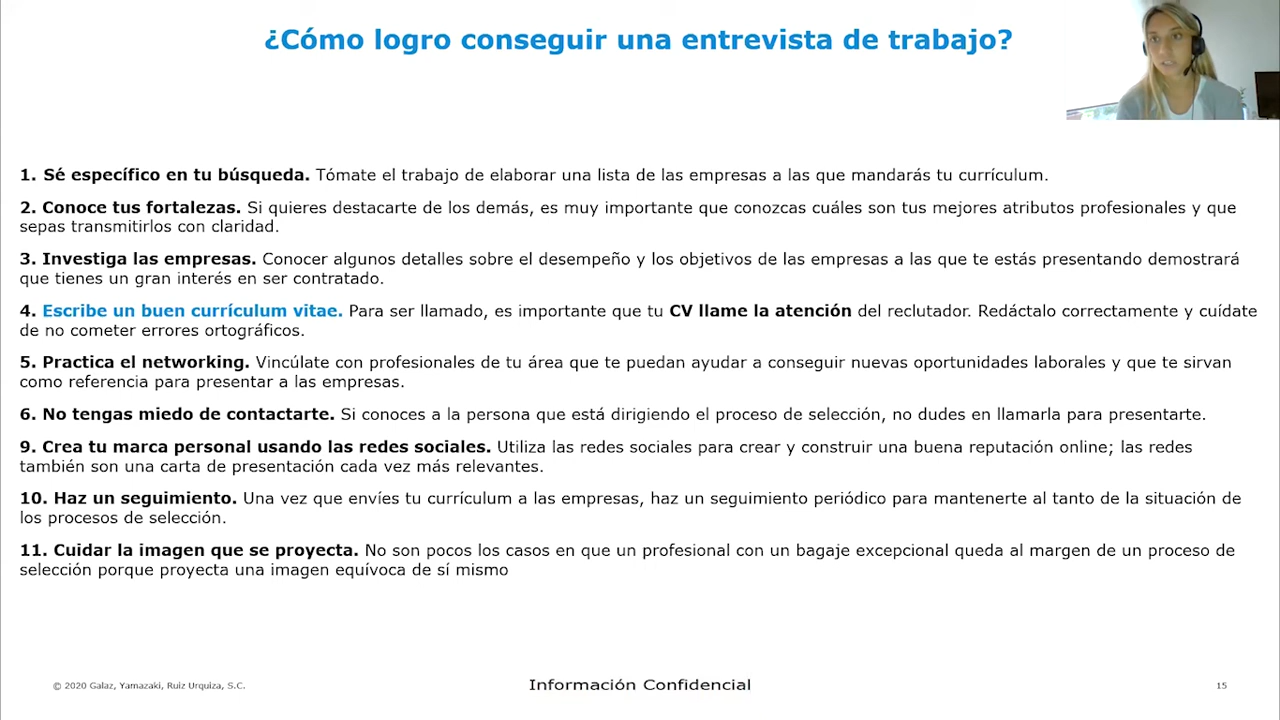 ¿Cómo logro conseguir una entrevista de trabajo?
1. Sé específico en tu búsqueda. Tómate el trabajo de elaborar una lista de las empresas a las que mandarás tu currículum.
2. Conoce tus fortalezas. Si quieres destacarte de los demás, es muy importante que conozcas cuáles son tus mejores atributos profesionales y que
sepas transmitirlos con claridad.
3. Investiga las empresas. Conocer algunos detalles sobre el desempeño y los objetivos de las empresas a las que te estás presentando demostrará
que tienes un gran interés en ser contratado.
4. Escribe un buen currículum vitae. Para ser llamado, es importante que tu CV llame la atención del reclutador. Redáctalo correctamente y cuídate
de no cometer errores ortográficos.
5. Practica el networking. Vincúlate con profesionales de tu área que te puedan ayudar a conseguir nuevas oportunidades laborales y que te sirvan
como referencia para presentar a las empresas.
6. No tengas miedo de contactarte. Si conoces a la persona que está dirigiendo el proceso de selección, no dudes en llamarla para presentarte.
9. Crea tu marca personal usando las redes sociales. Utiliza las redes sociales para crear y construir una buena reputación online; las redes
también son una carta de presentación cada vez más relevantes.
10. Haz un seguimiento. Una vez que envíes tu currículum a las empresas, haz un seguimiento periódico para mantenerte al tanto de la situación de
los procesos de selección.
11. Cuidar la imagen que se proyecta. No son pocos los casos en que un profesional con un bagaje excepcional queda al margen de un proceso de
selección porque proyecta una imagen equívoca de sí mismo
© 2020 Galaz, Yamazaki, Ruiz Urquiza, S.C.
Información Confidencial
15